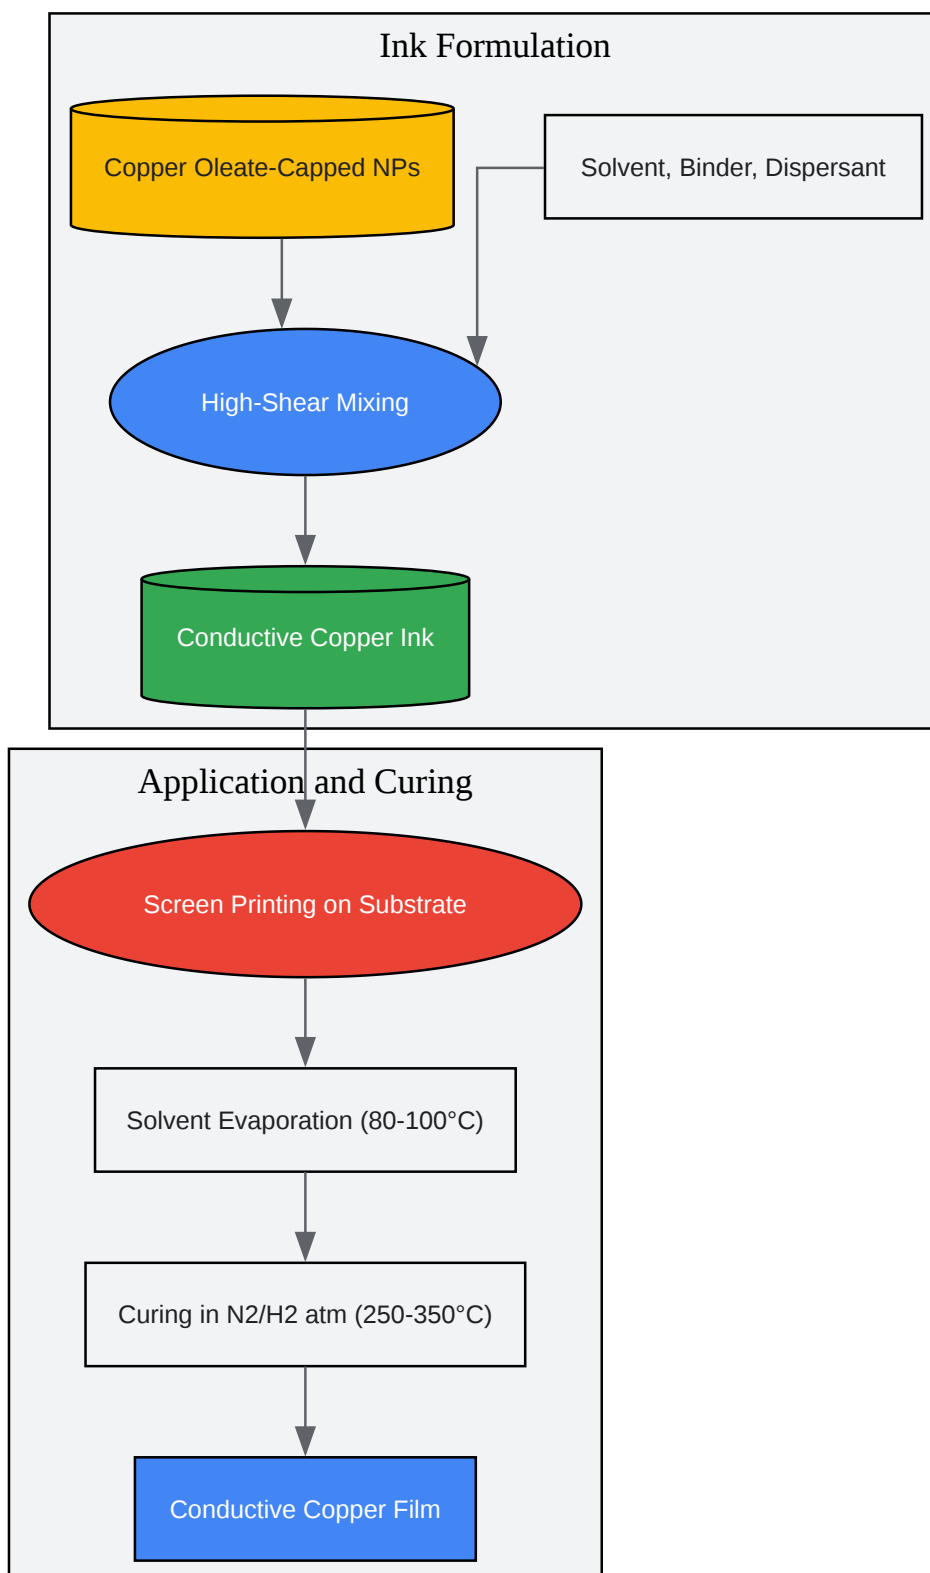 Ink Formulation
Copper Oleate-Capped NPs
Solvent, Binder, Dispersant
High-Shear Mixing
Conductive Copper Ink
Application and Curing
Screen Printing on Substrate
Solvent Evaporation (80-100°C)
Curing in N2/H2 atm (250-350°C)
Conductive Copper Film